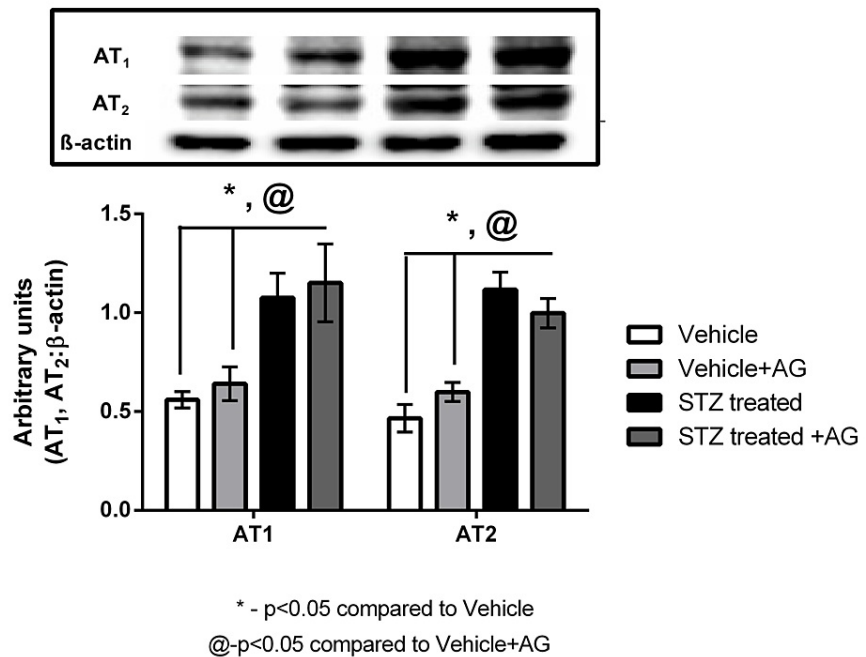 AT₁
AT₂
ß-actin
* , @
* , @
Arbitrary units
(AT₁, AT₂:β-actin)
1.5
1.0
0.5
0.0
AT1
AT2
Vehicle
Vehicle+AG
STZ treated
STZ treated +AG
* - p<0.05 compared to Vehicle
@-p<0.05 compared to Vehicle+AG